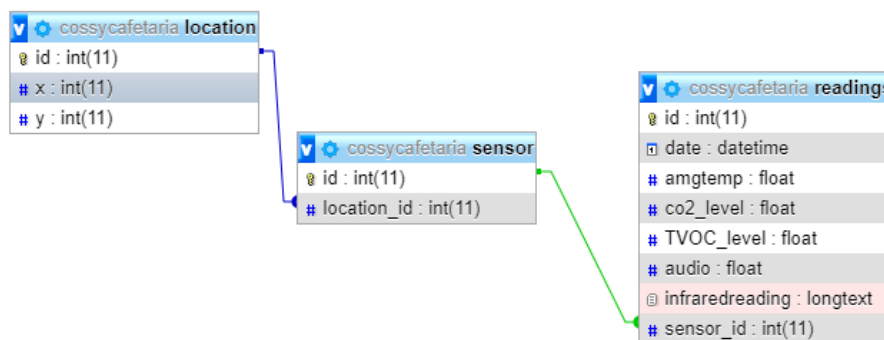 v cossycafetaria location
id : int(11)
# x : int(11)
# y : int(11)
v cossycafetaria sensor
id : int(11)
# location_id : int(11)
v cossycafetaria readings
id : int(11)
date : datetime
# amgtemp : float
# co2_level : float
# TVOC_level : float
# audio : float
infraredreading : longtext
# sensor_id : int(11)